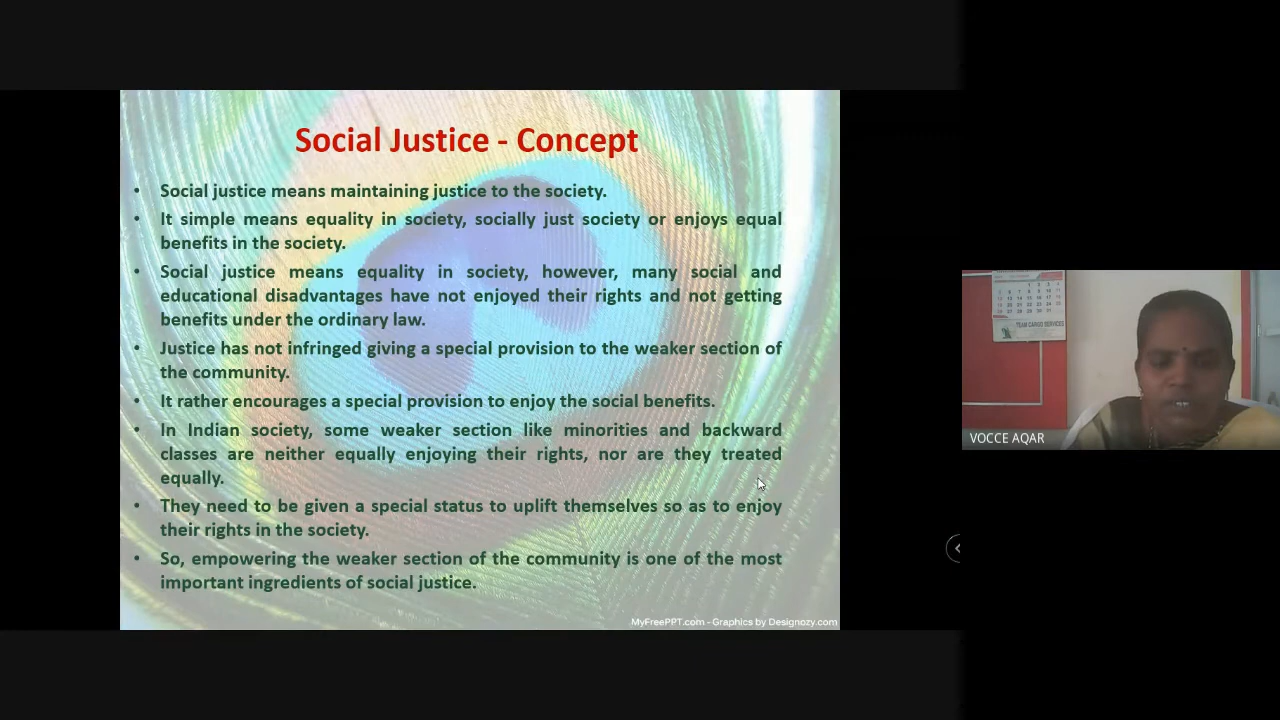 Social Justice - Concept
• Social justice means maintaining justice to the society.
• It simple means equality in society, socially just society or enjoys equal
benefits in the society.
• Social justice means equality in society, however, many social and
educational disadvantages have not enjoyed their rights and not getting
benefits under the ordinary law.
• Justice has not infringed giving a special provision to the weaker section of
the community.
• It rather encourages a special provision to enjoy the social benefits.
• In Indian society, some weaker section like minorities and backward
classes are neither equally enjoying their rights, nor are they treated
equally.
• They need to be given a special status to uplift themselves so as to enjoy
their rights in the society.
• So, empowering the weaker section of the community is one of the most
important ingredients of social justice.
MyFreePPT.com - Graphics by Designozy.com
TEAM CARGO SERVICES
VOCCE AQAR